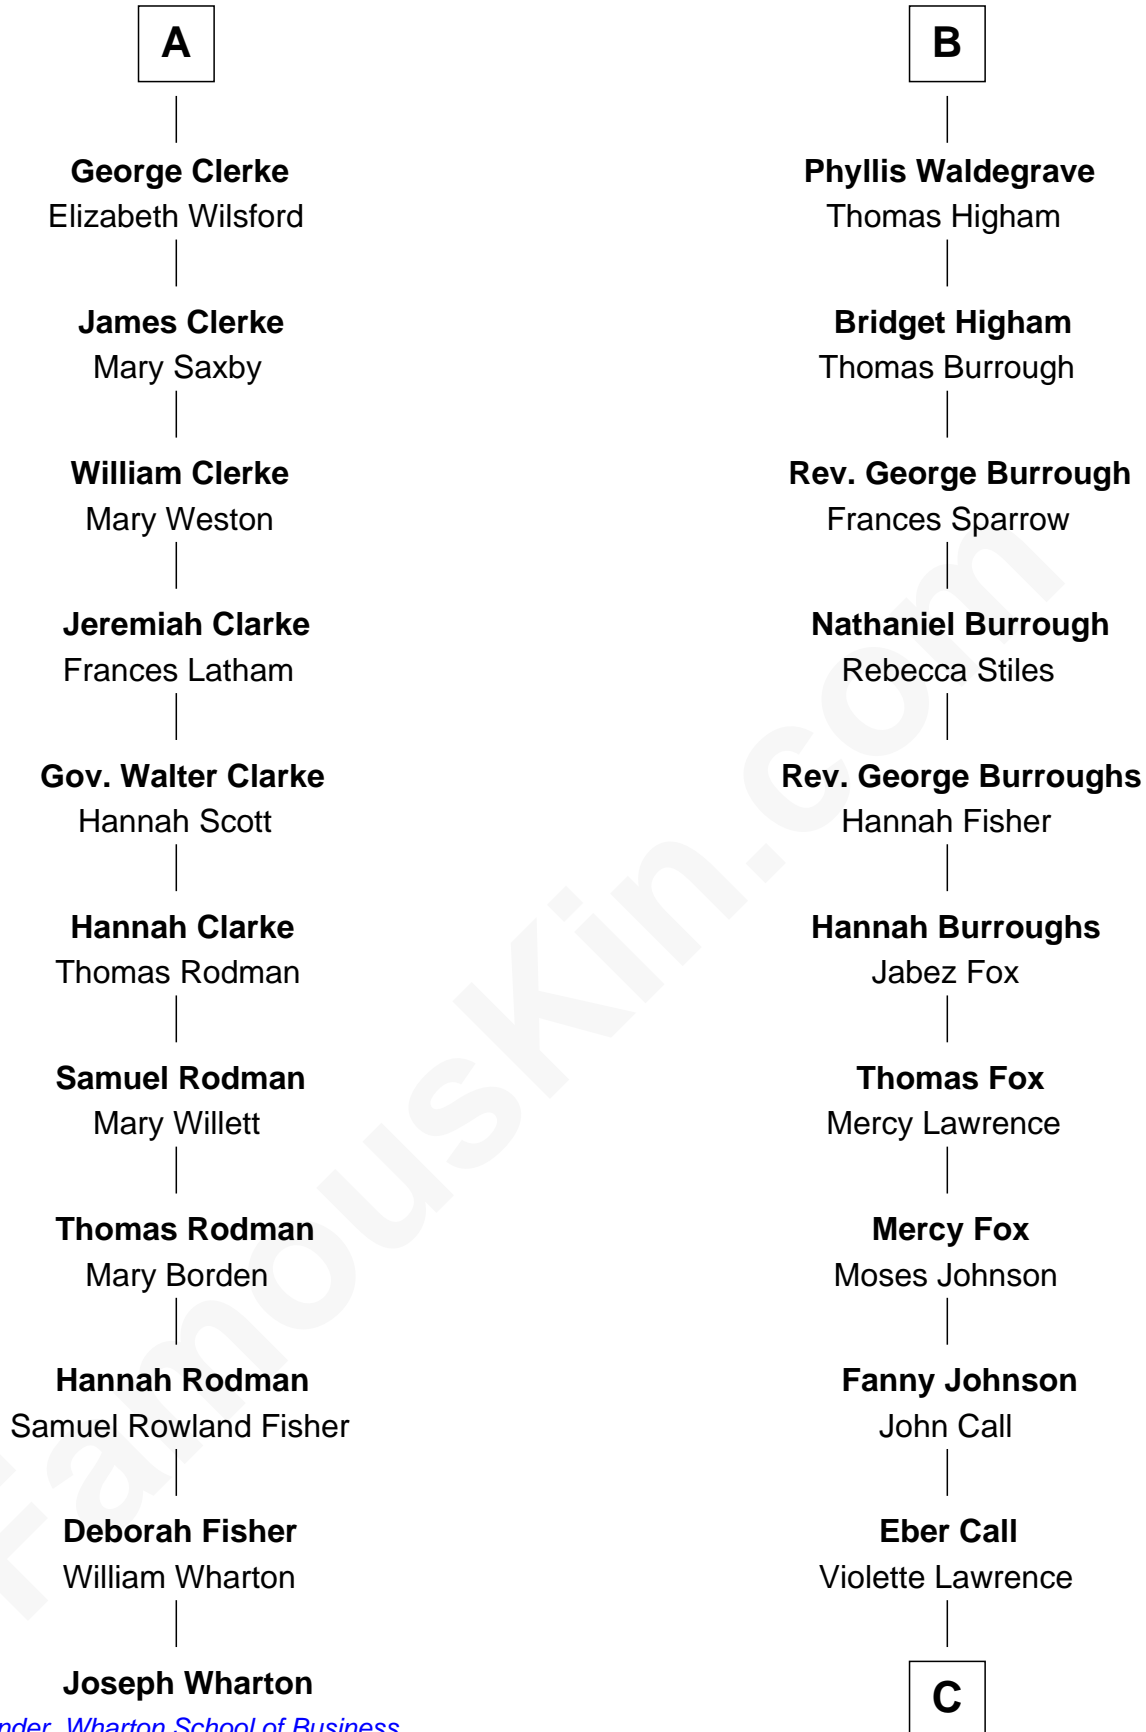 A
George Clerke
Elizabeth Wilsford
James Clerke
Mary Saxby
William Clerke
Mary Weston
Jeremiah Clarke
Frances Latham
Gov. Walter Clarke
Hannah Scott
Hannah Clarke
Thomas Rodman
Samuel Rodman
Mary Willett
Thomas Rodman
Mary Borden
Hannah Rodman
Samuel Rowland Fisher
Deborah Fisher
William Wharton
Joseph Wharton
Wharton School of Business
B
Phyllis Waldegrave
Thomas Higham
Bridget Higham
Thomas Burrough
Rev. George Burrough
Frances Sparrow
Nathaniel Burrough
Rebecca Stiles
Rev. George Burroughs
Hannah Fisher
Hannah Burroughs
Jabez Fox
Thomas Fox
Mercy Lawrence
Mercy Fox
Moses Johnson
Fanny Johnson
John Call
Eber Call
Violette Lawrence
C
FamousKin.com